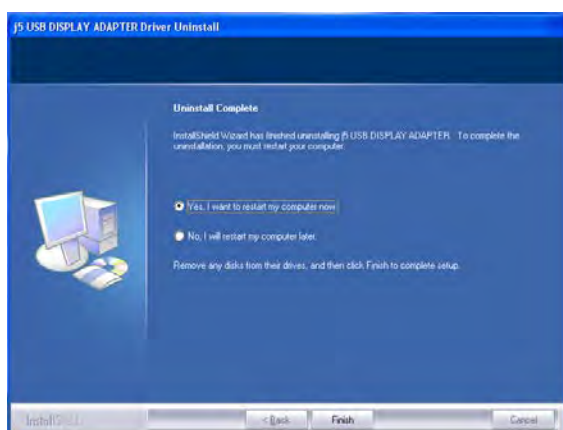 j5 USB DISPLAY ADAPTER Driver Uninstall
Uninstall Complete
InstallShield Wizard has finished uninstalling j5 USB DISPLAY ADAPTER. To complete the
uninstallation, you must restart your computer.
Yes, I want to restart my computer now.
No, I will restart my computer later.
Remove any disks from their drives, and then click Finish to complete setup.
InstallShield
< Back
Finish
Cancel